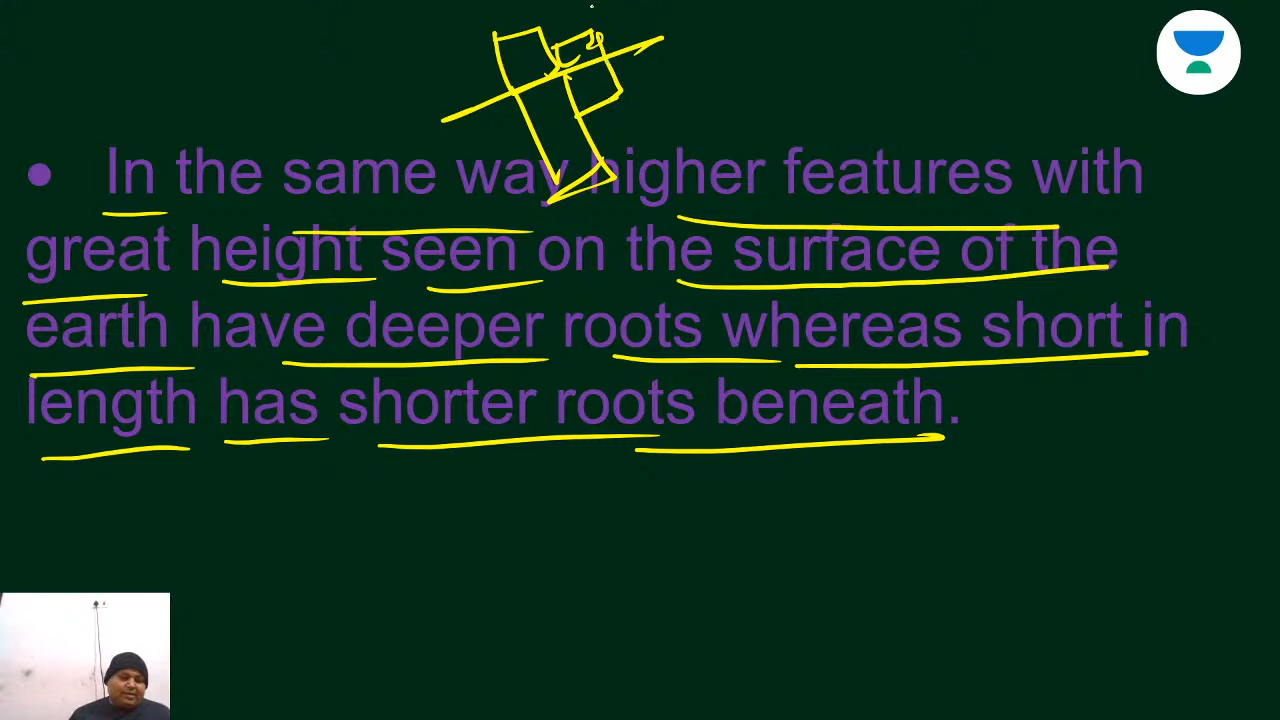 • In the same way higher features with
great height seen on the surface of the
earth have deeper roots whereas short in
length has shorter roots beneath.